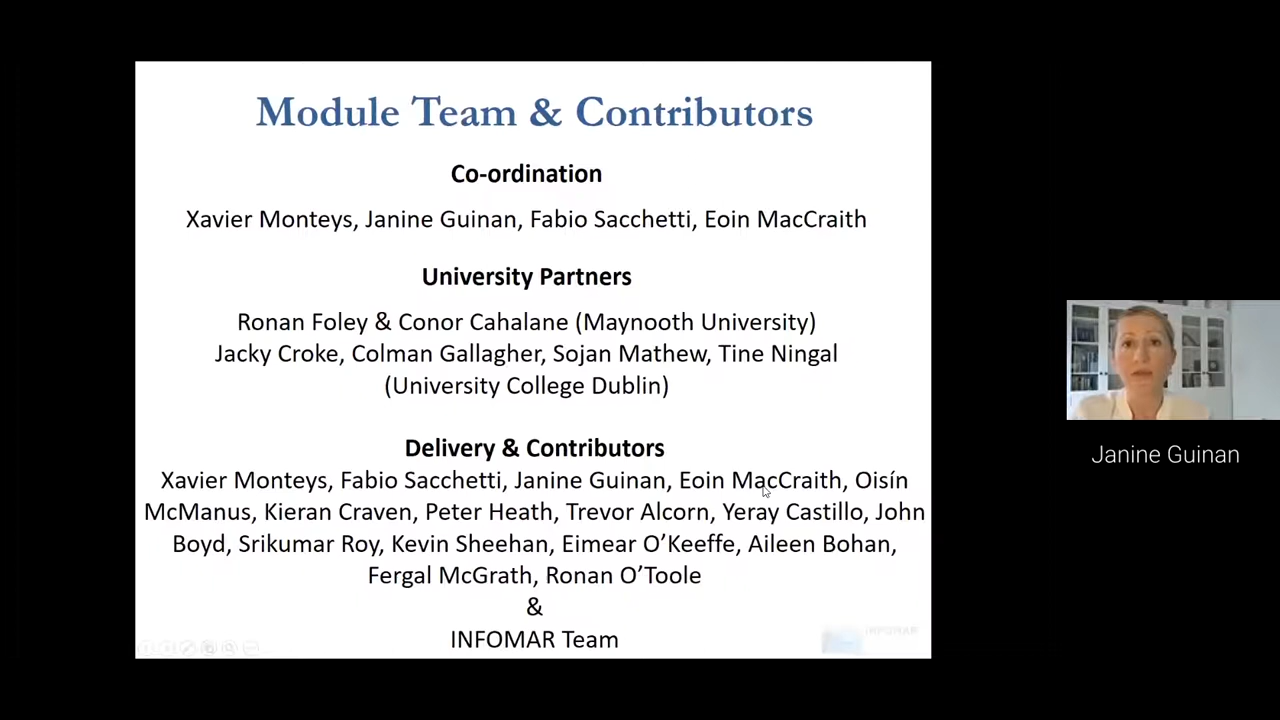 Module Team & Contributors
Co-ordination
Xavier Monteys, Janine Guinan, Fabio Sacchetti, Eoin MacCraith
University Partners
Ronan Foley & Conor Cahalane (Maynooth University)
Jacky Croke, Colman Gallagher, Sojan Mathew, Tine Ningal
(University College Dublin)
Delivery & Contributors
Xavier Monteys, Fabio Sacchetti, Janine Guinan, Eoin MacCraith, Oisín
McManus, Kieran Craven, Peter Heath, Trevor Alcorn, Yeray Castillo, John
Boyd, Srikumar Roy, Kevin Sheehan, Eimear O’Keeffe, Aileen Bohan,
Fergal McGrath, Ronan O’Toole
&
INFOMAR Team
INFOMAR
Janine Guinan